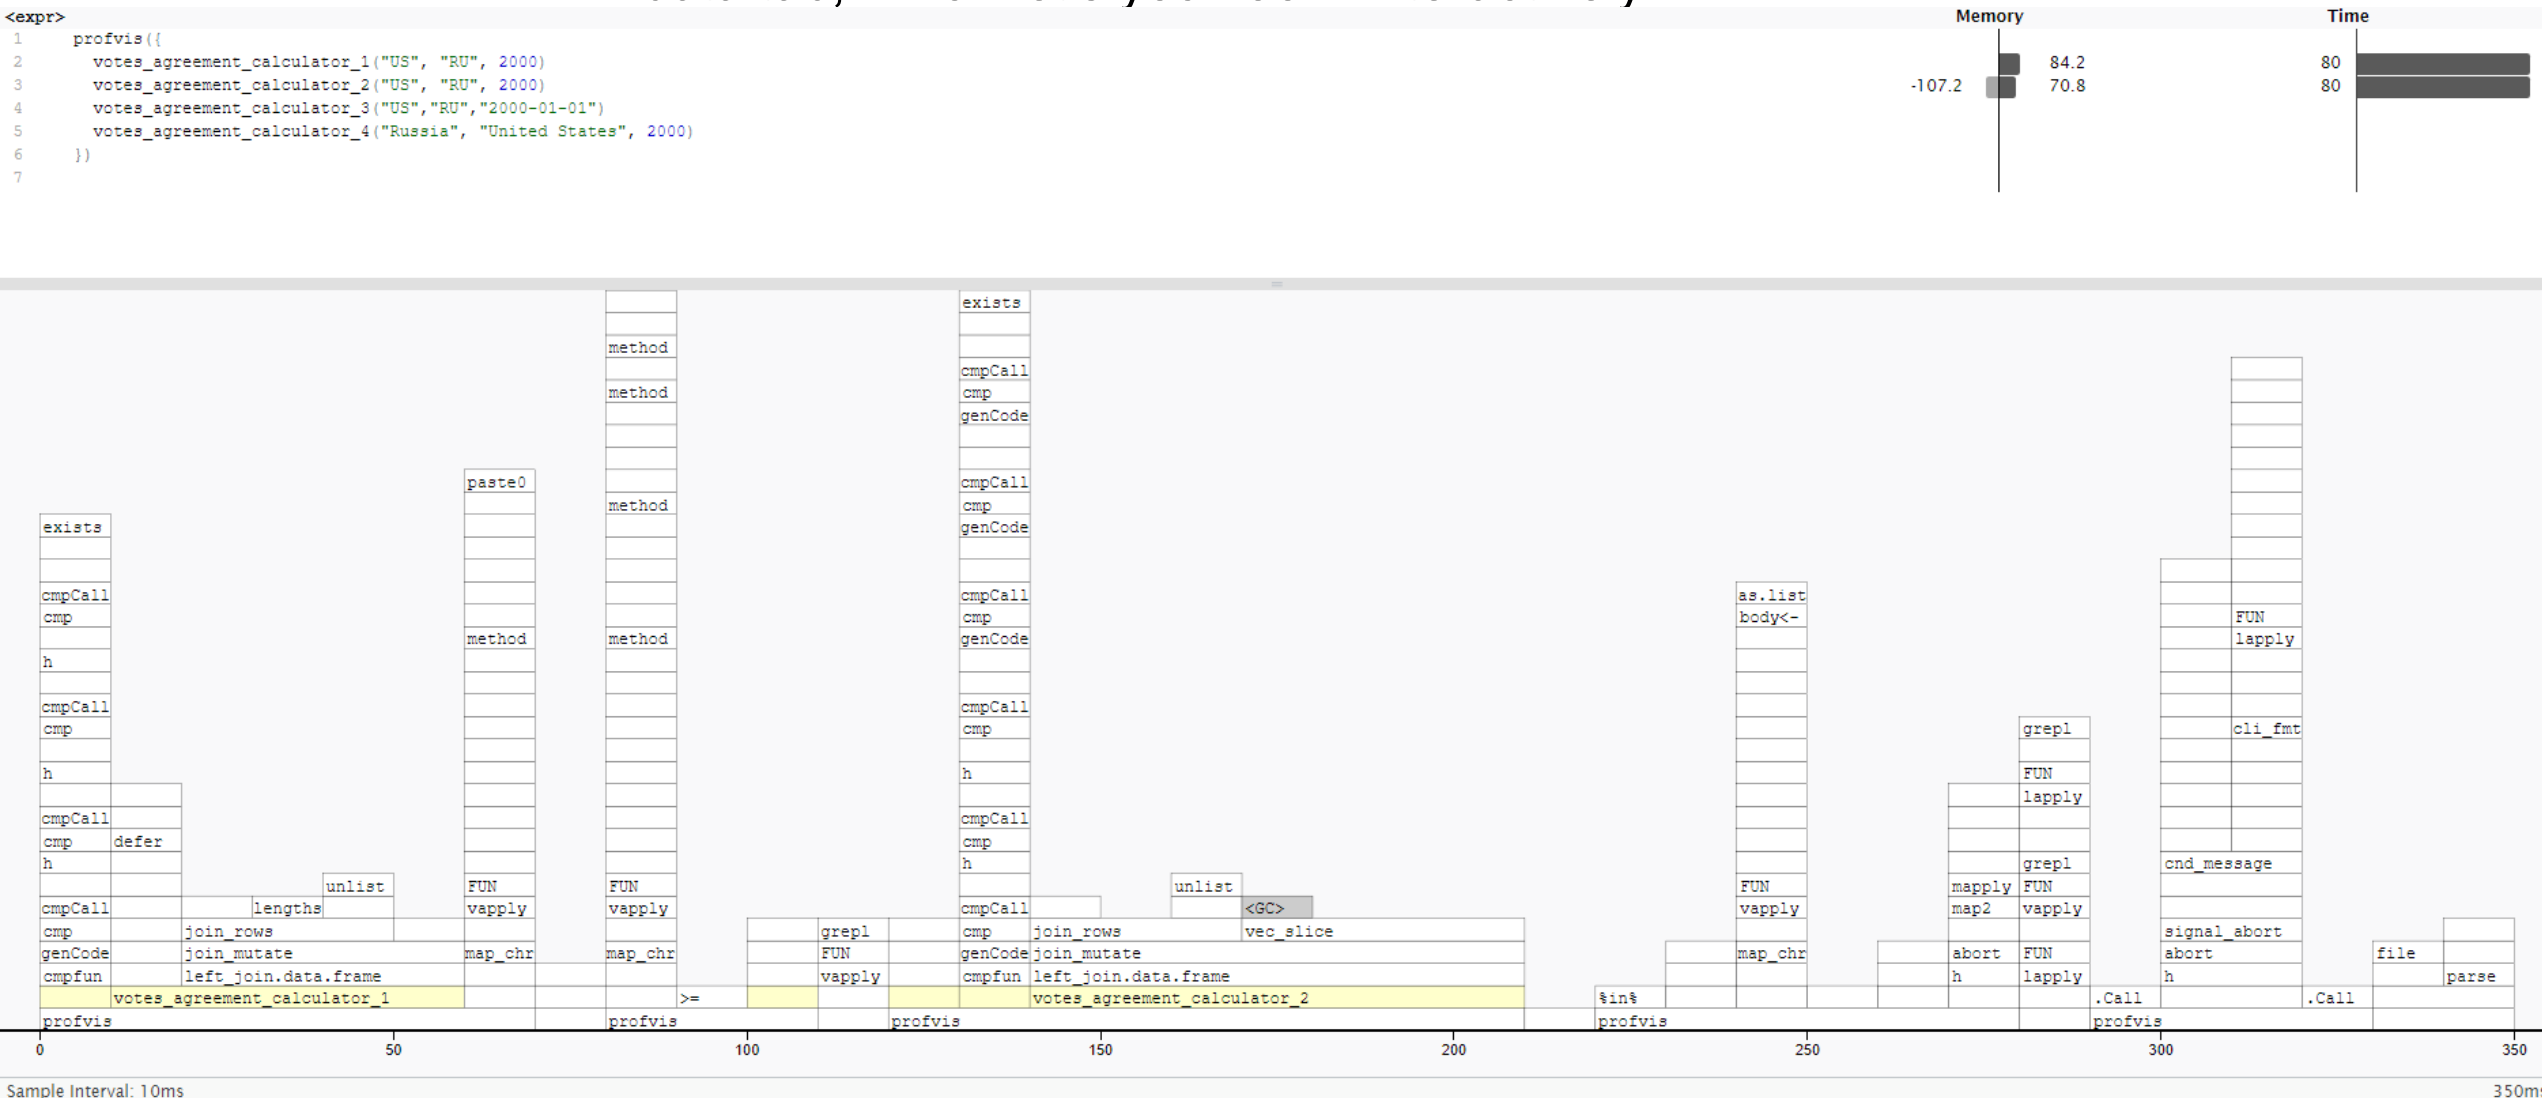 <expr>
Memory
Time
1 profvis({
2 votes_agreement_calculator_1("US", "RU", 2000) 84.2 80
3 votes_agreement_calculator_2("US", "RU", 2000) -107.2 70.8 80
4 votes_agreement_calculator_3("US","RU","2000-01-01")
5 votes_agreement_calculator_4("Russia", "United States", 2000)
6 })
7
exists
method
cmpCall
method cmp
genCode
paste0 cmpCall
method cmp
exists genCode
cmpCall cmpCall as.list
cmp cmp body<- FUN
method method genCode lapply
h
cmpCall cmpCall
cmp cmp grepl cli_fmt
h h FUN
lapply
cmpCall cmpCall
cmp defer cmp
h h grepl cnd_message
unlist FUN FUN unlist FUN mapply FUN
cmpCall lengths vapply vapply cmpCall <GC> vapply map2 vapply
cmp join_rows grepl cmp join_rows vec_slice signal_abort
genCode join_mutate map_chr map_chr FUN genCode join_mutate map_chr abort FUN abort file
cmpfun left_join.data.frame vapply cmpfun left_join.data.frame h lapply h parse
votes_agreement_calculator_1 >= votes_agreement_calculator_2 %in% .Call .Call
profvis profvis profvis profvis profvis
0 50 100 150 200 250 300 350
Sample Interval: 10ms 350ms